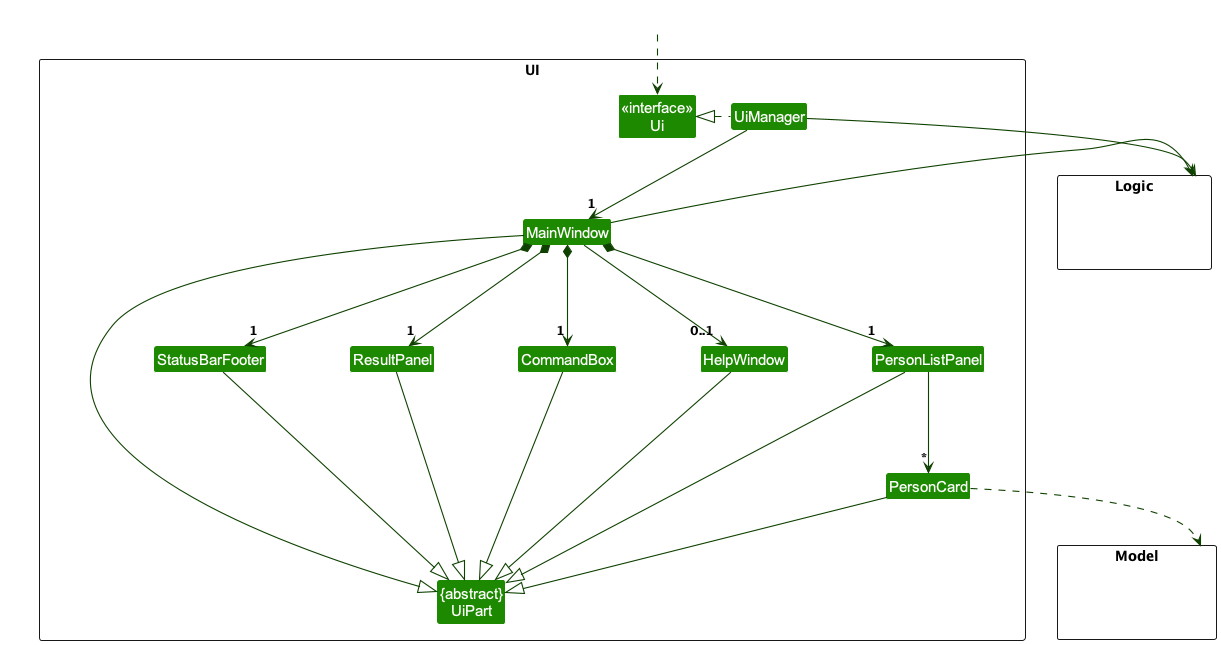 UI
«interface»
Ui
UiManager
Logic
1
MainWindow
1
1
1
0..1
1
StatusBarFooter
ResultPanel
CommandBox
HelpWindow
PersonListPanel
*
PersonCard
Model
{abstract}
UiPart